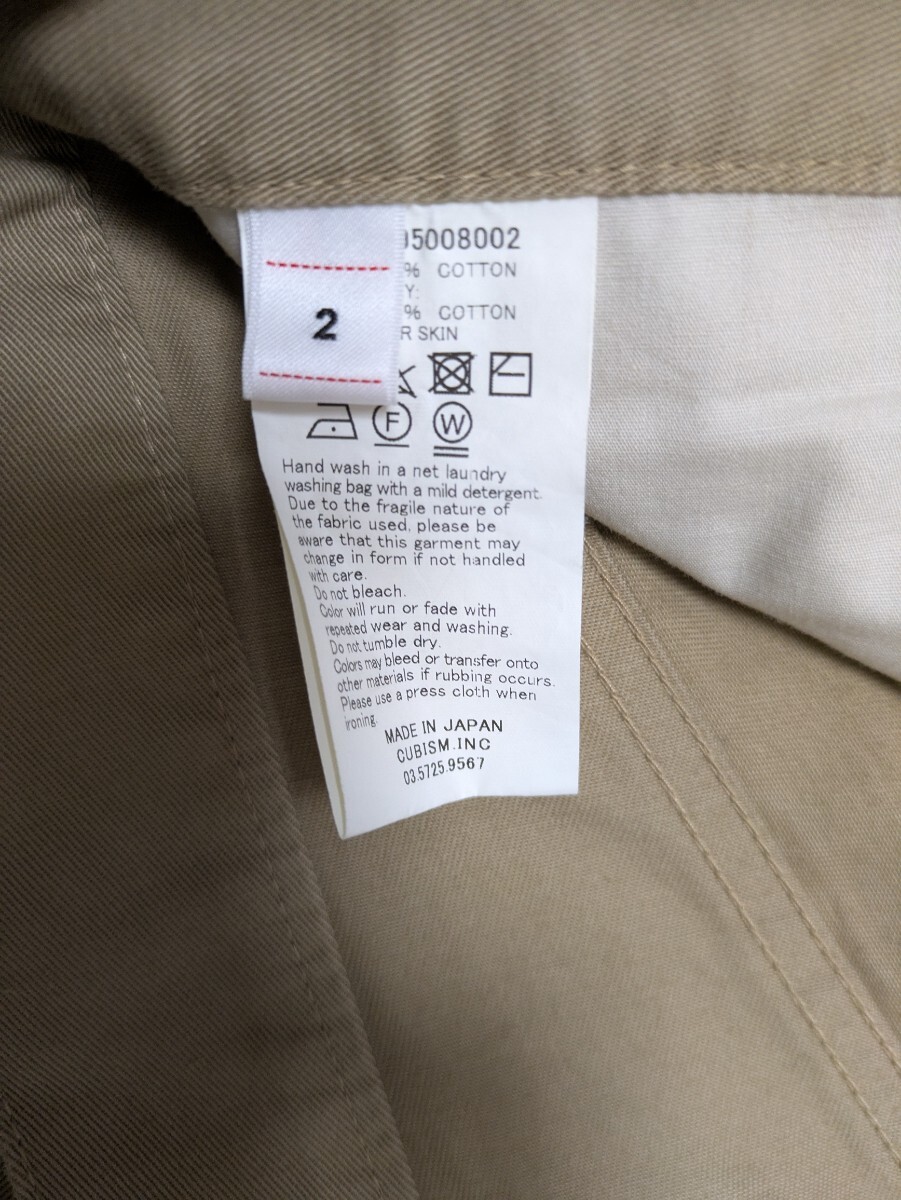 2
05008002
% COTTON
Y:
% COTTON
R SKIN
F W
Hand wash in a net laundry
washing bag with a mild detergent.
Due to the fragile nature of
the fabric used, please be
aware that this garment may
change in form if not handled
with care.
Do not bleach.
Color will run or fade with
repeated wear and washing.
Do not tumble dry.
Colors may bleed or transfer onto
other materials if rubbing occurs.
Please use a press cloth when
ironing.
MADE IN JAPAN
CUBISM.INC
03.5725.9567